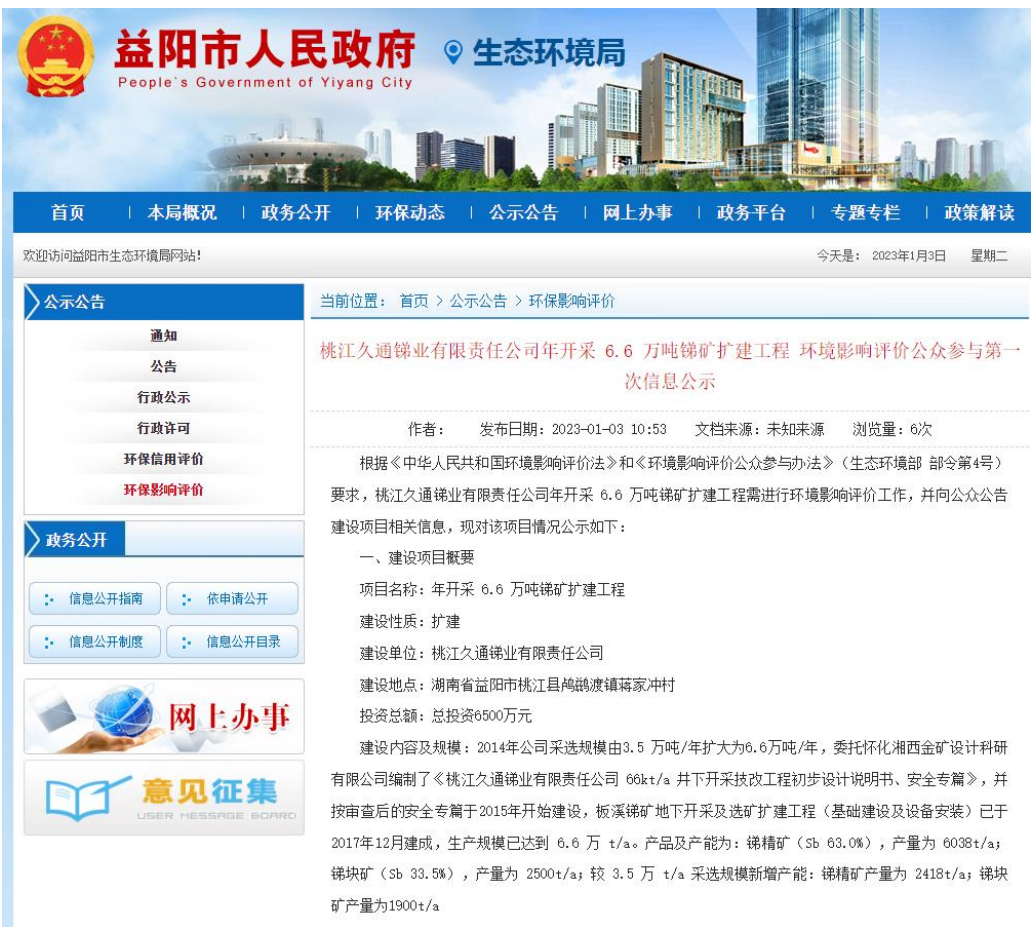 益阳市人民政府
生态环境局
People`s Government of Yiyang City
首页 | 本局概况 | 政务公开 | 环保动态 | 公示公告 | 网上办事 | 政务平台 | 专题专栏 | 政策解读
欢迎访问益阳市生态环境局网站!
今天是: 2023年1月3日 星期二
公示公告
通知
公告
行政公示
行政许可
环保信用评价
环保影响评价
政务公开
信息公开指南
依申请公开
信息公开制度
信息公开目录
网上办事
意见征集
USER MESSAGE BOARD
当前位置: 首页 > 公示公告 > 环保影响评价
桃江久通锑业有限责任公司年开采 6.6 万吨锑矿扩建工程 环境影响评价公众参与第一
次信息公示
作者: 发布日期:2023-01-03 10:53 文档来源:未知来源 浏览量:6次
根据《中华人民共和国环境影响评价法》和《环境影响评价公众参与办法》(生态环境部 部令第4号)
要求,桃江久通锑业有限责任公司年开采 6.6 万吨锑矿扩建工程需进行环境影响评价工作,并向公众公告
建设项目相关信息,现对该项目情况公示如下:
一、建设项目概要
项目名称:年开采 6.6 万吨锑矿扩建工程
建设性质:扩建
建设单位:桃江久通锑业有限责任公司
建设地点:湖南省益阳市桃江县鸬鹚渡镇蒋家冲村
投资总额:总投资6500万元
建设内容及规模:2014年公司采选规模由3.5 万吨/年扩大为6.6万吨/年,委托怀化湘西金矿设计科研
有限公司编制了《桃江久通锑业有限责任公司 66kt/a 井下开采技改工程初步设计说明书、安全专篇》,并
按审查后的安全专篇于2015年开始建设,板溪锑矿地下开采及选矿扩建工程(基础建设及设备安装)已于
2017年12月建成,生产规模已达到 6.6 万 t/a。产品及产能为:锑精矿(Sb 63.0%),产量为 6038t/a;
锑块矿(Sb 33.5%),产量为 2500t/a;较 3.5 万 t/a 采选规模新增产能:锑精矿产量为 2418t/a;锑块
矿产量为1900t/a